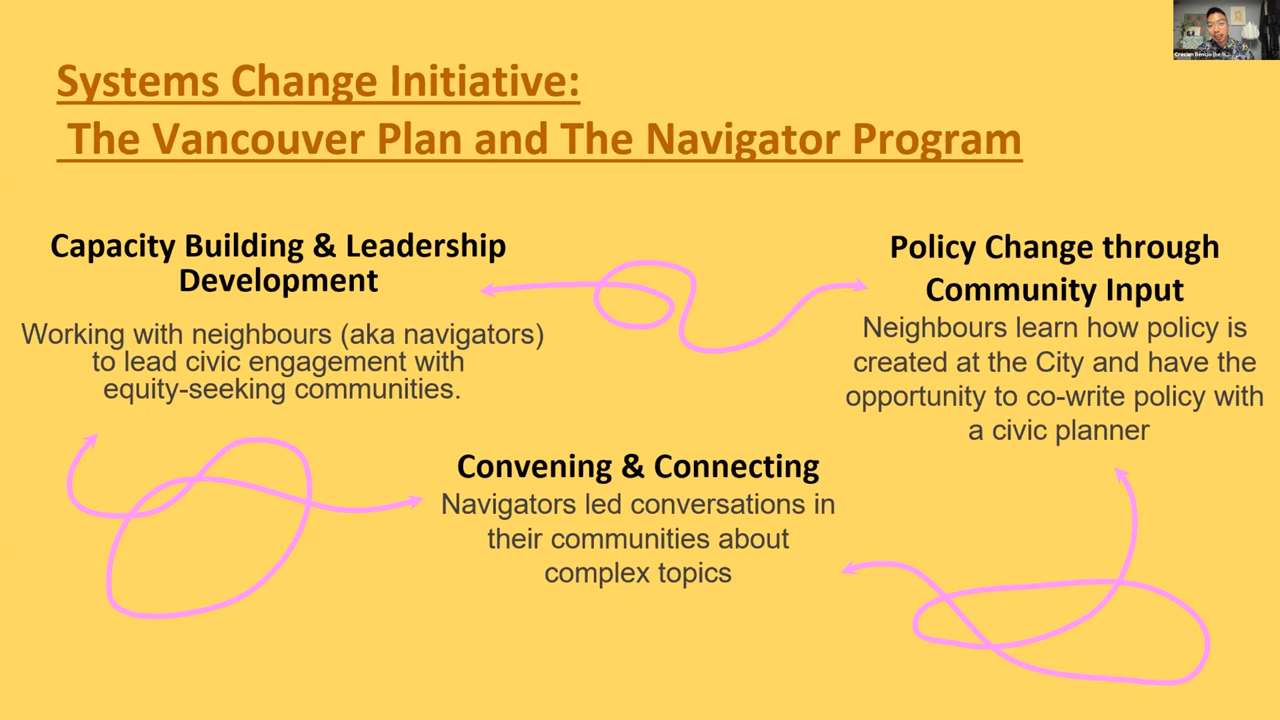 Systems Change Initiative:
The Vancouver Plan and The Navigator Program
Capacity Building & Leadership
Development
Working with neighbours (aka navigators)
to lead civic engagement with
equity-seeking communities.
Policy Change through
Community Input
Neighbours learn how policy is
created at the City and have the
opportunity to co-write policy with
a civic planner
Convening & Connecting
Navigators led conversations in
their communities about
complex topics